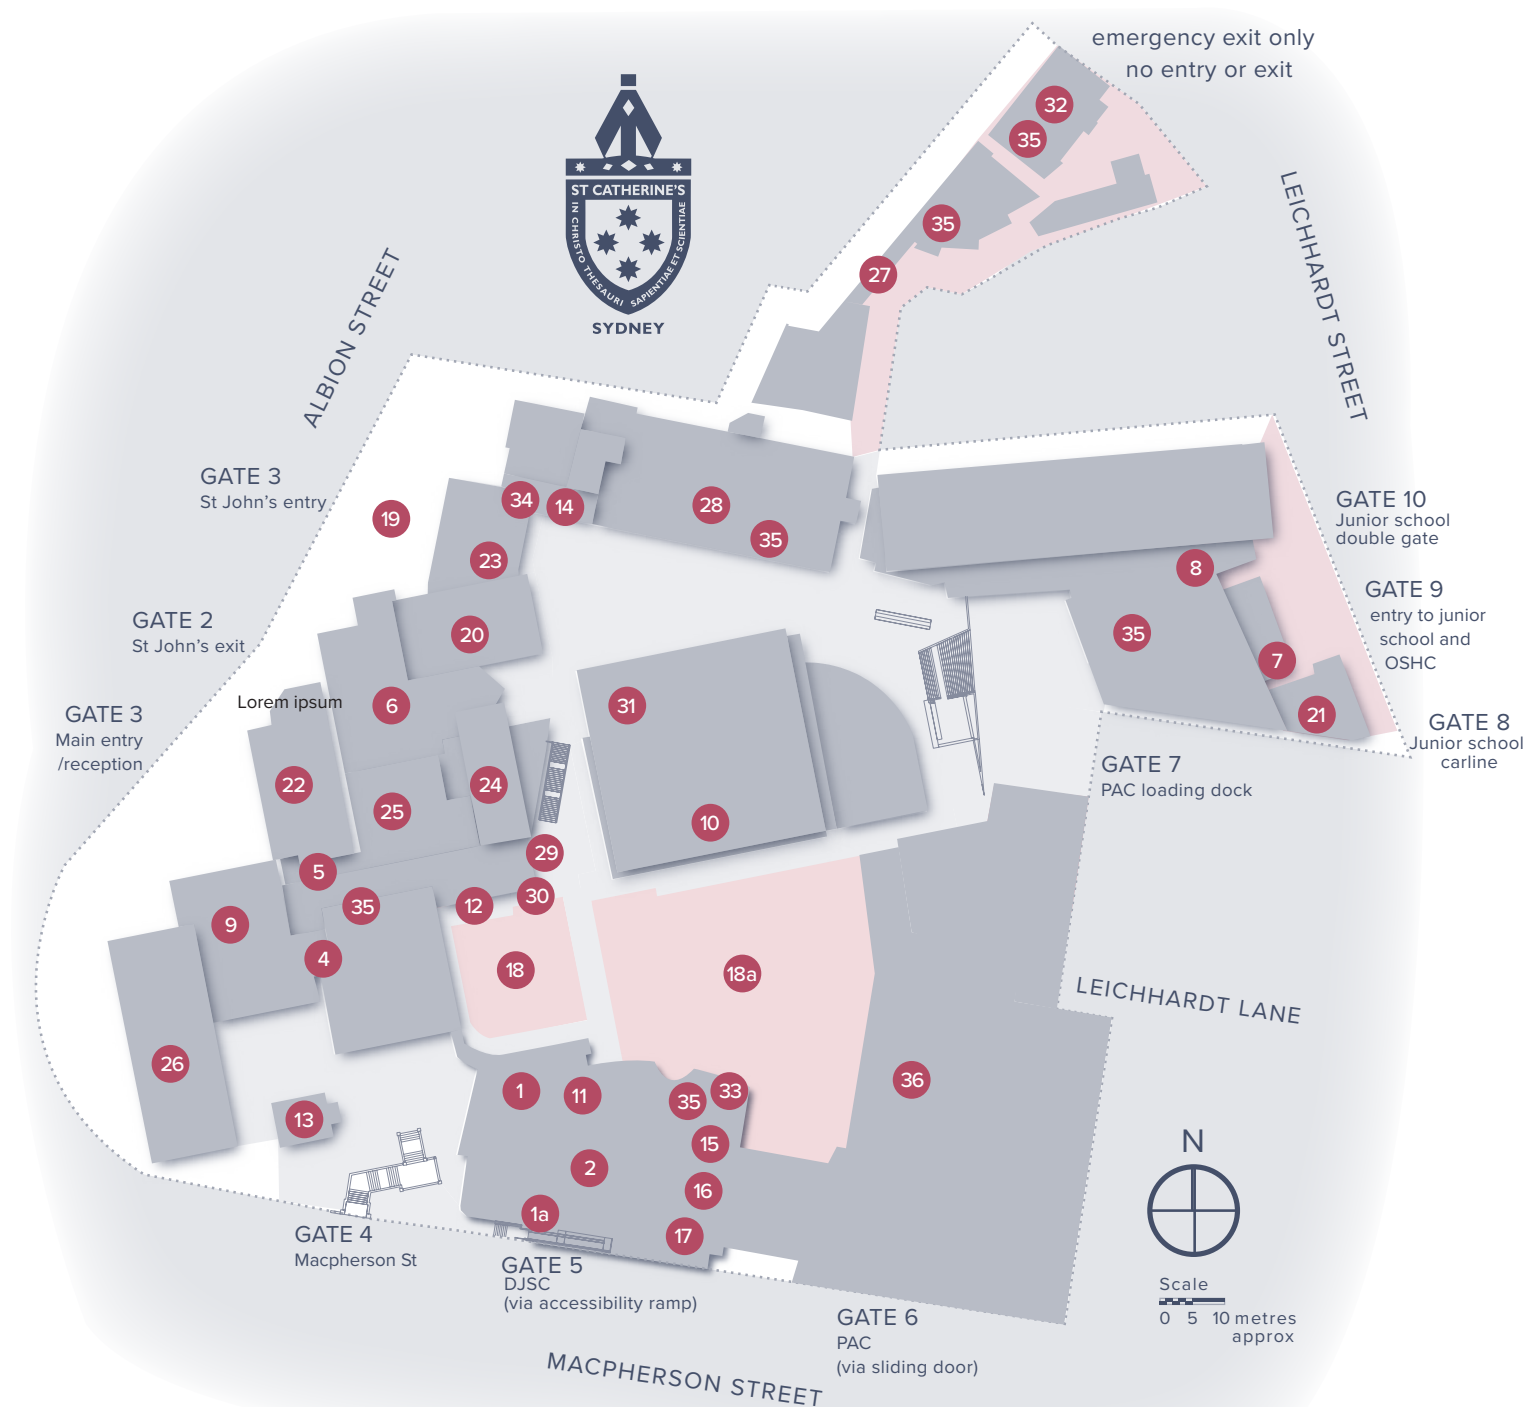 emergency exit only
no entry or exit
32
35
ST CATHERINE'S
IN CHRISTO THESAURI SAPIENTIAE ET SCIENTIAE
SYDNEY
35
27
LEICHHARDT STREET
ALBION STREET
GATE 3
St John's entry
19
34
14
28
35
23
GATE 10
Junior school
double gate
8
GATE 9
entry to junior
school and
OSHC
GATE 2
St John's exit
20
35
7
Lorem ipsum
6
31
21
GATE 3
Main entry
/reception
GATE 8
Junior school
carline
22
24
25
10
GATE 7
PAC loading dock
29
5
35
12
30
9
4
18
18a
LEICHHARDT LANE
26
13
1
11
35
33
36
15
2
16
1a
17
N
GATE 4
Macpherson St
GATE 5
DJSC
(via accessibility ramp)
GATE 6
PAC
(via sliding door)
Scale
0 5 10 metres
approx
MACPHERSON STREET